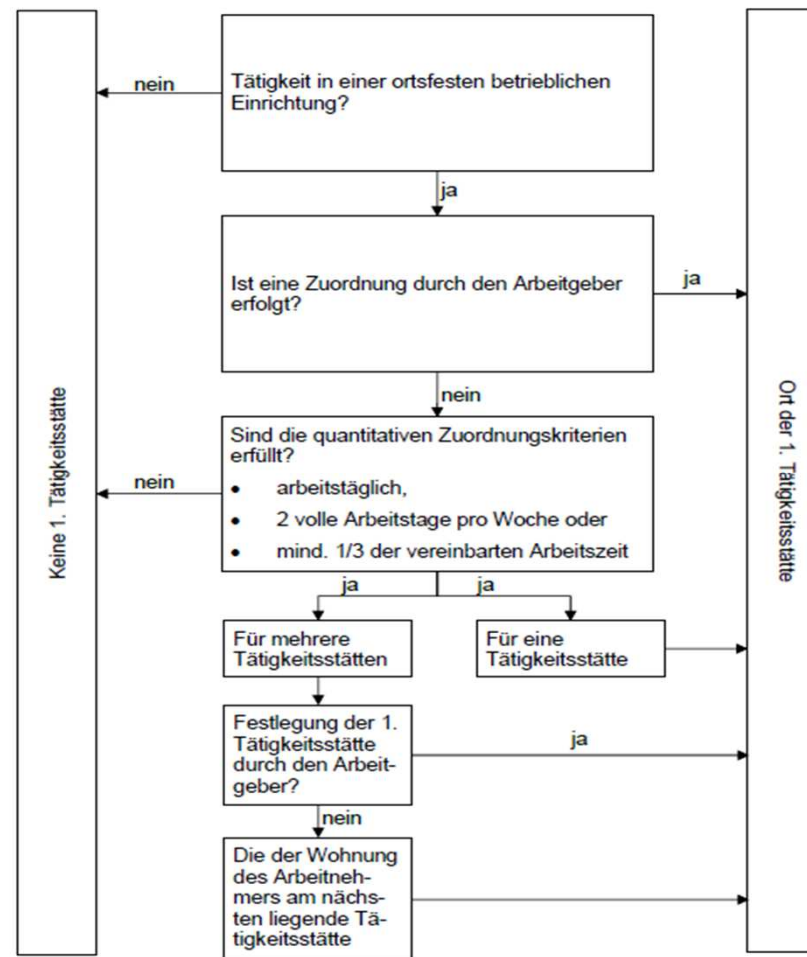 Tätigkeit in einer ortsfesten betrieblichen
Einrichtung?
nein
ja
Ist eine Zuordnung durch den Arbeitgeber
erfolgt?
ja
nein
Sind die quantitativen Zuordnungskriterien
erfüllt?
• arbeitstäglich,
• 2 volle Arbeitstage pro Woche oder
• mind. 1/3 der vereinbarten Arbeitszeit
nein
ja
ja
Für mehrere
Tätigkeitsstätten
Für eine
Tätigkeitsstätte
Festlegung der 1.
Tätigkeitsstätte
durch den Arbeit-
geber?
ja
nein
Die der Wohnung
des Arbeitneh-
mers am nächs-
ten liegende Tä-
tigkeitsstätte
Keine 1. Tätigkeitsstätte
Ort der 1. Tätigkeitsstätte